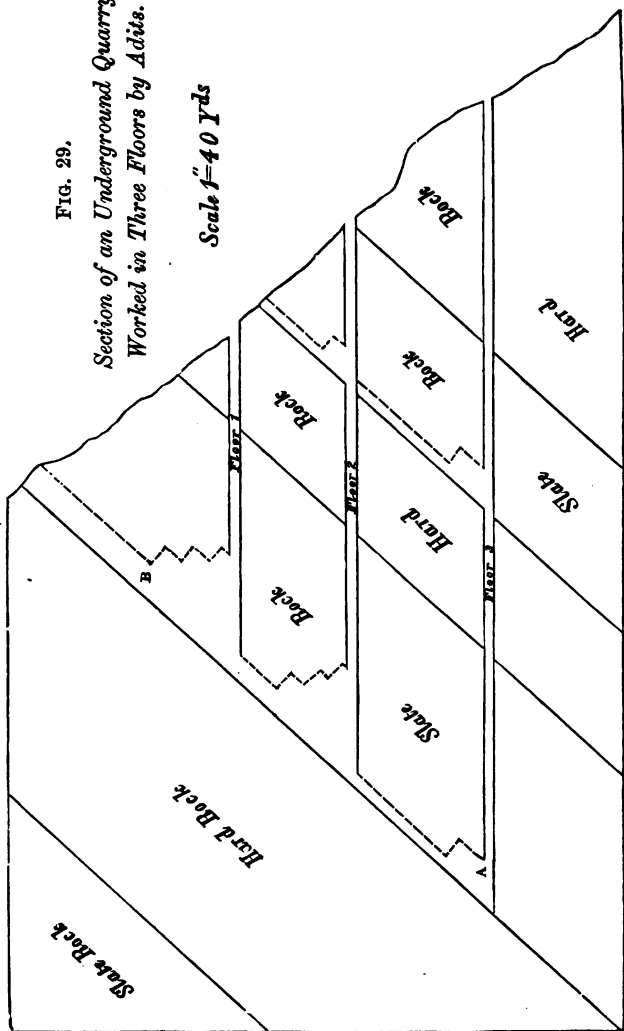 FIG. 29.
Section of an Underground Quarry
Worked in Three Floors by Adits.
Scale 1"=40 Yds
Slate Rock
Hard Rock
B
Floor 1
Rock
Rock
Floor 2
Slate
Hard
Rock
Rock
A
Floor 3
Slate
Hard